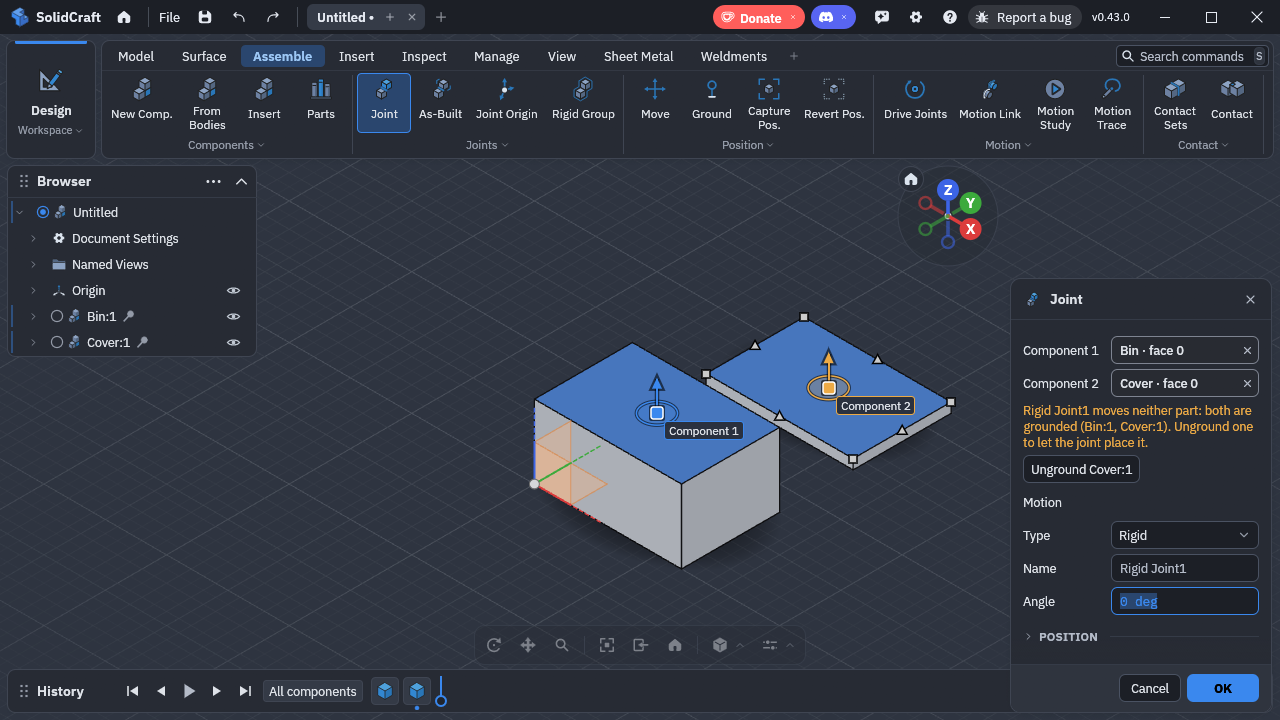 SolidCraft
File
Untitled •
Donate
Report a bug
v0.43.0
Design
Workspace
Model
Surface
Assemble
Insert
Inspect
Manage
View
Sheet Metal
Weldments
Search commands
S
New Comp.
From
Bodies
Insert
Parts
Components
Joint
As-Built
Joint Origin
Rigid Group
Joints
Move
Ground
Capture
Pos.
Revert Pos.
Position
Drive Joints
Motion Link
Motion
Study
Motion
Trace
Motion
Contact
Sets
Contact
Contact
Browser
Untitled
Document Settings
Named Views
Origin
Bin:1
Cover:1
Z
Y
X
Component 1
Component 2
Joint
Component 1
Bin · face 0
Component 2
Cover · face 0
Rigid Joint1 moves neither part: both are
grounded (Bin:1, Cover:1). Unground one
to let the joint place it.
Unground Cover:1
Motion
Type
Rigid
Name
Rigid Joint1
Angle
0 deg
POSITION
Cancel
OK
History
All components